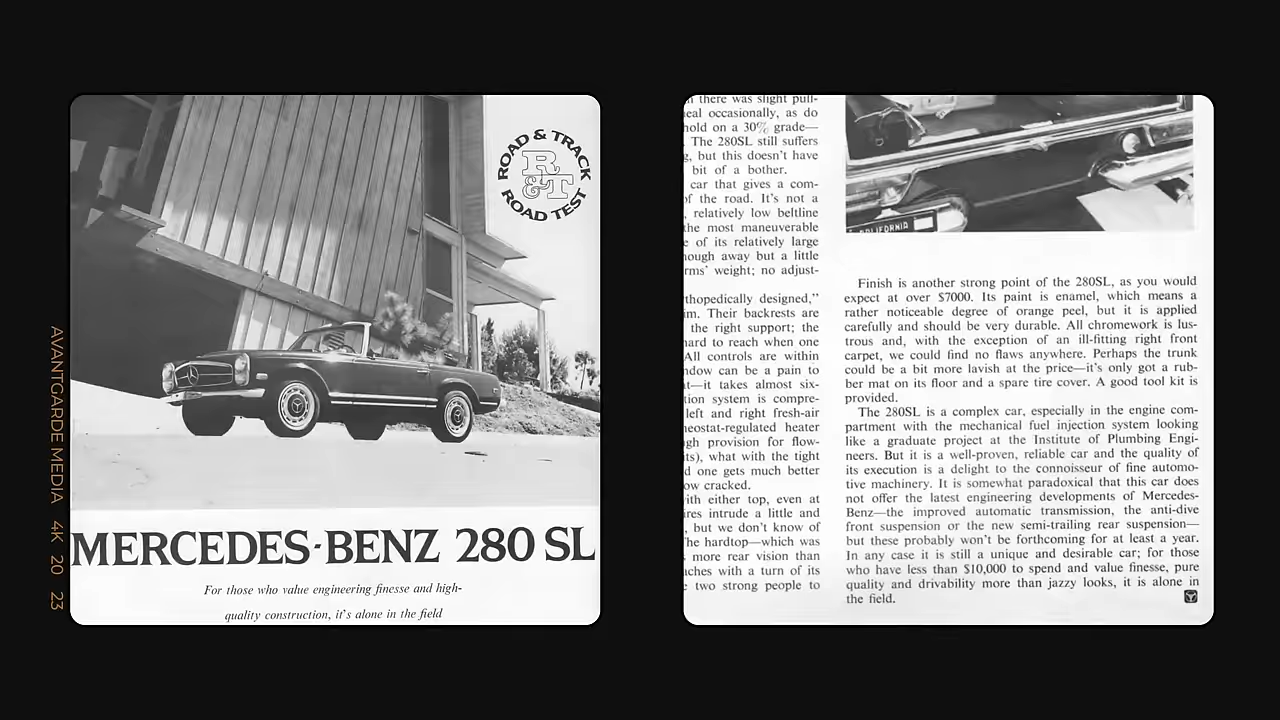 AVANTGARDE MEDIA 4K 20 23
ROAD & TRACK
R&T
ROAD TEST
MERCEDES-BENZ 280 SL
For those who value engineering finesse and high-
quality construction, it's alone in the field
there was slight pull-
occasionally, as do
hold on a 30% grade—
The 280SL still suffers
but this doesn't have
bit of a bother.
car that gives a com-
of the road. It's not a
relatively low beltline
the most maneuverable
of its relatively large
away but a little
weight; no adjust-
designed,"
Their backrests are
the right support; the
hard to reach when one
All controls are within
can be a pain to
it takes almost six-
system is compre-
left and right fresh-air
heater
provision for flow-
what with the tight
one gets much better
cracked.
with either top, even at
intrude a little and
but we don't know of
The hardtop—which was
more rear vision than
with a turn of its
two strong people to
CALIFORNIA
Finish is another strong point of the 280SL, as you would
expect at over $7000. Its paint is enamel, which means a
rather noticeable degree of orange peel, but it is applied
carefully and should be very durable. All chromework is lus-
trous and, with the exception of an ill-fitting right front
carpet, we could find no flaws anywhere. Perhaps the trunk
could be a bit more lavish at the price—it's only got a rub-
ber mat on its floor and a spare tire cover. A good tool kit is
provided.
The 280SL is a complex car, especially in the engine com-
partment with the mechanical fuel injection system looking
like a graduate project at the Institute of Plumbing Engi-
neers. But it is a well-proven, reliable car and the quality of
its execution is a delight to the connoisseur of fine automo-
tive machinery. It is somewhat paradoxical that this car does
not offer the latest engineering developments of Mercedes-
Benz—the improved automatic transmission, the anti-dive
front suspension or the new semi-trailing rear suspension—
but these probably won't be forthcoming for at least a year.
In any case it is still a unique and desirable car; for those
who have less than $10,000 to spend and value finesse, pure
quality and drivability more than jazzy looks, it is alone in
the field.